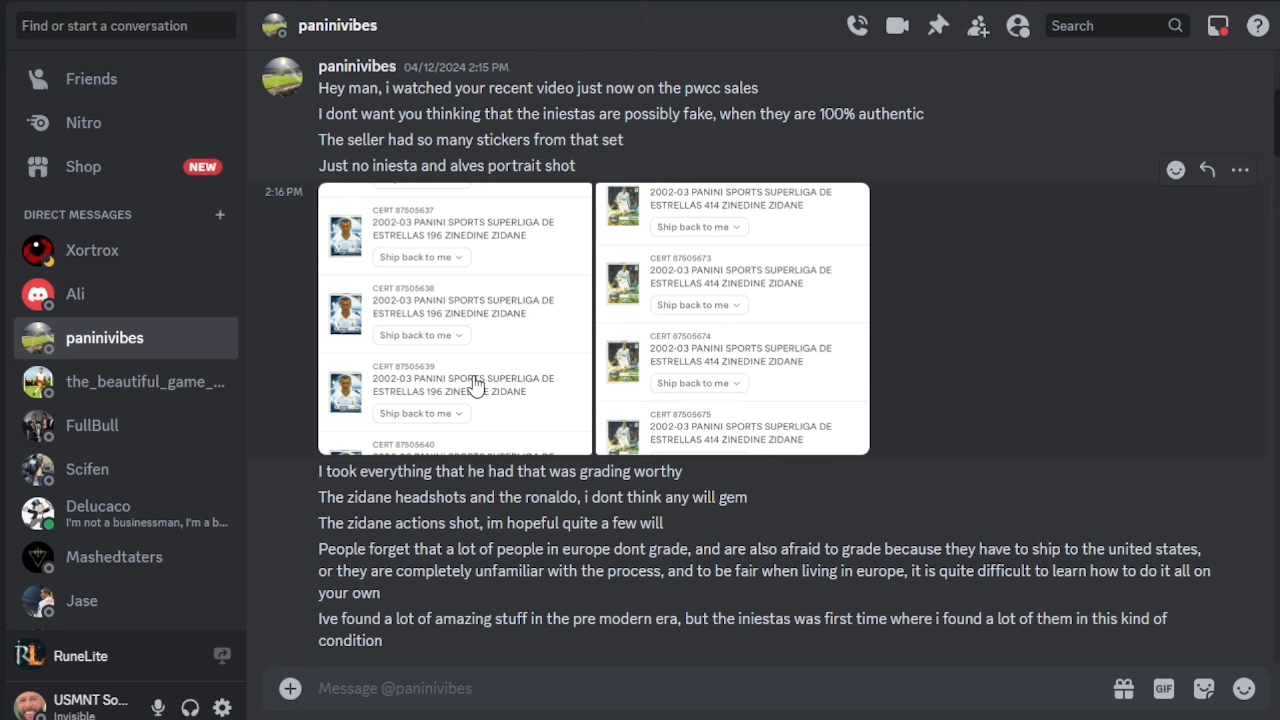 Find or start a conversation
Friends
Nitro
Shop
NEW
DIRECT MESSAGES
Xortrox
Ali
paninivibes
the_beautiful_game_...
FullBull
Scifen
Delucaco
I'm not a businessman, I'm a b...
Mashedtaters
Jase
RuneLite
USMNT So...
Invisible
paninivibes
Search
paninivibes 04/12/2024 2:15 PM
Hey man, i watched your recent video just now on the pwcc sales
I dont want you thinking that the iniestas are possibly fake, when they are 100% authentic
The seller had so many stickers from that set
Just no iniesta and alves portrait shot
2:16 PM
CERT 87505637
2002-03 PANINI SPORTS SUPERLIGA DE
ESTRELLAS 196 ZINEDINE ZIDANE
Ship back to me
CERT 87505638
2002-03 PANINI SPORTS SUPERLIGA DE
ESTRELLAS 196 ZINEDINE ZIDANE
Ship back to me
CERT 87505639
2002-03 PANINI SPORTS SUPERLIGA DE
ESTRELLAS 196 ZIDANE
Ship back to me
CERT 87505640
2002-03 PANINI SPORTS SUPERLIGA DE
ESTRELLAS 414 ZINEDINE ZIDANE
Ship back to me
CERT 87505673
2002-03 PANINI SPORTS SUPERLIGA DE
ESTRELLAS 414 ZINEDINE ZIDANE
Ship back to me
CERT 87505674
2002-03 PANINI SPORTS SUPERLIGA DE
ESTRELLAS 414 ZINEDINE ZIDANE
Ship back to me
CERT 87505675
2002-03 PANINI SPORTS SUPERLIGA DE
ESTRELLAS 414 ZINEDINE ZIDANE
I took everything that he had that was grading worthy
The zidane headshots and the ronaldo, i dont think any will gem
The zidane actions shot, im hopeful quite a few will
People forget that a lot of people in europe dont grade, and are also afraid to grade because they have to ship to the united states,
or they are completely unfamiliar with the process, and to be fair when living in europe, it is quite difficult to learn how to do it all on
your own
Ive found a lot of amazing stuff in the pre modern era, but the iniestas was first time where i found a lot of them in this kind of
condition
Message @paninivibes
GIF